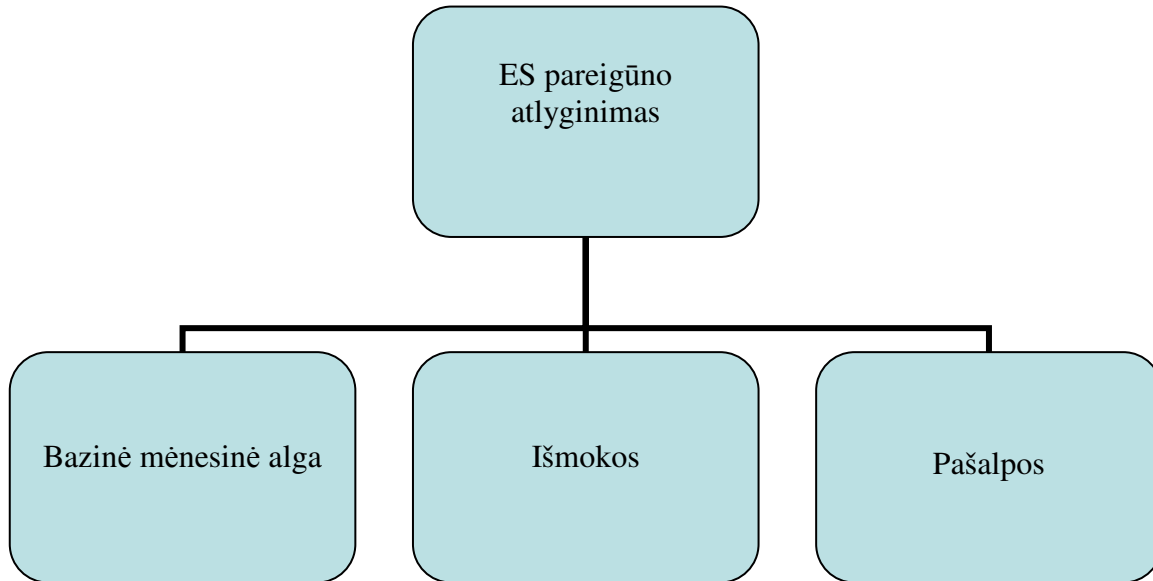 ES pareigūno
atlyginimas
Bazinė mėnesinė alga
Išmokos
Pašalpos